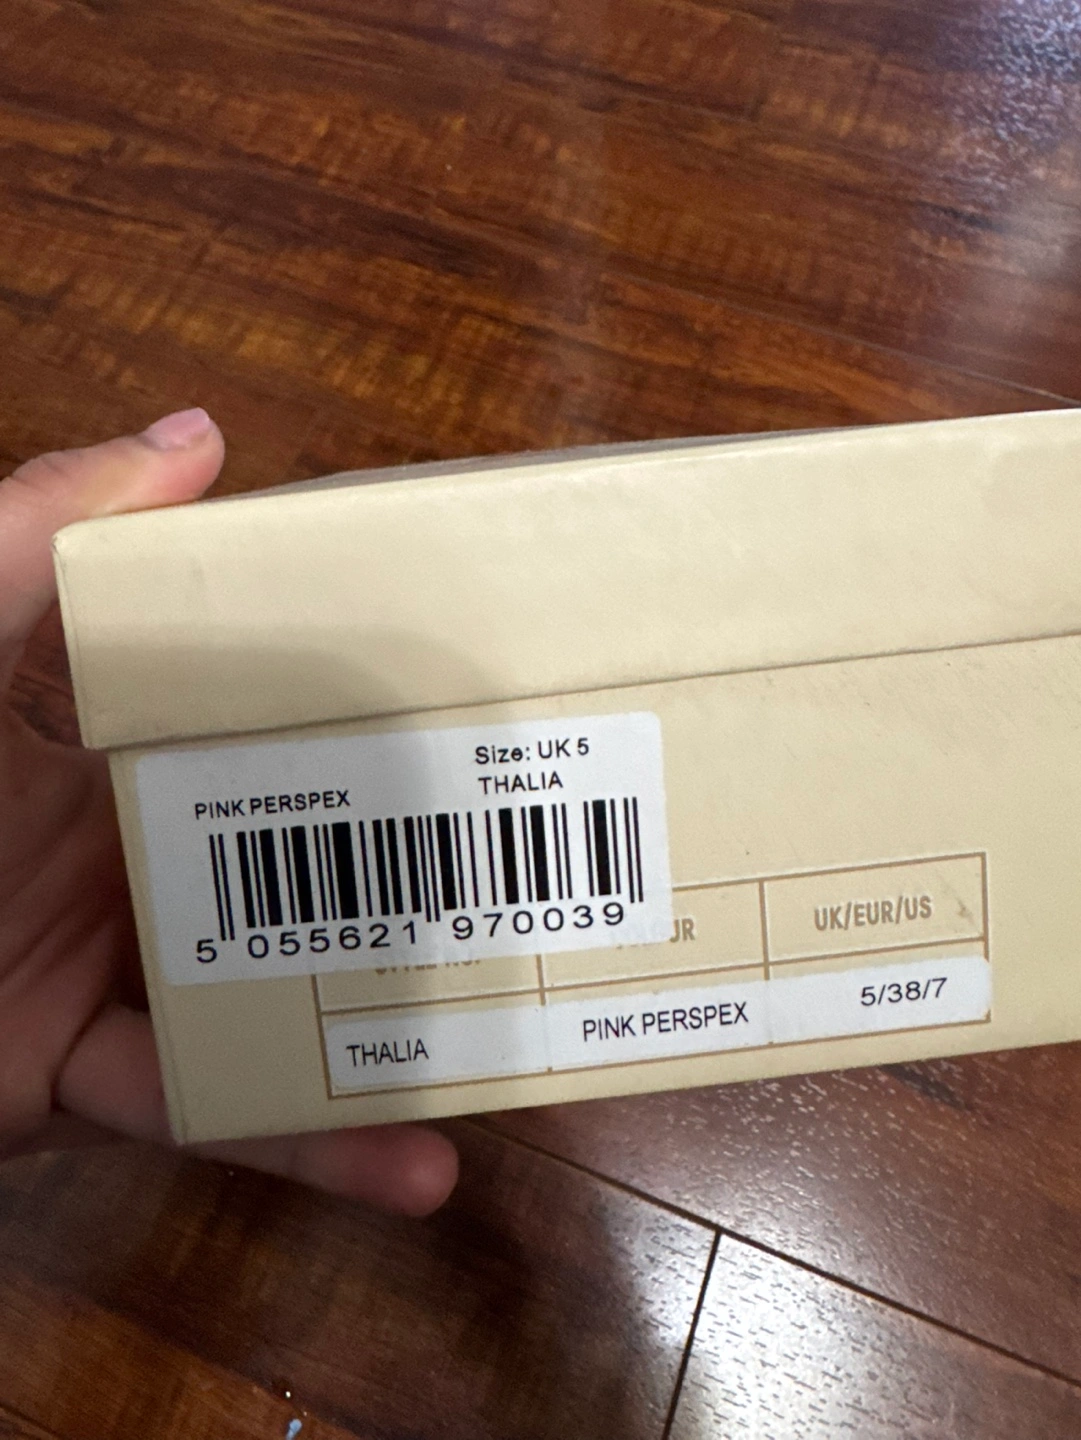 Size: UK 5
THALIA
PINK PERSPEX
5 055621 970039
UK/EUR/US
THALIA PINK PERSPEX 5/38/7